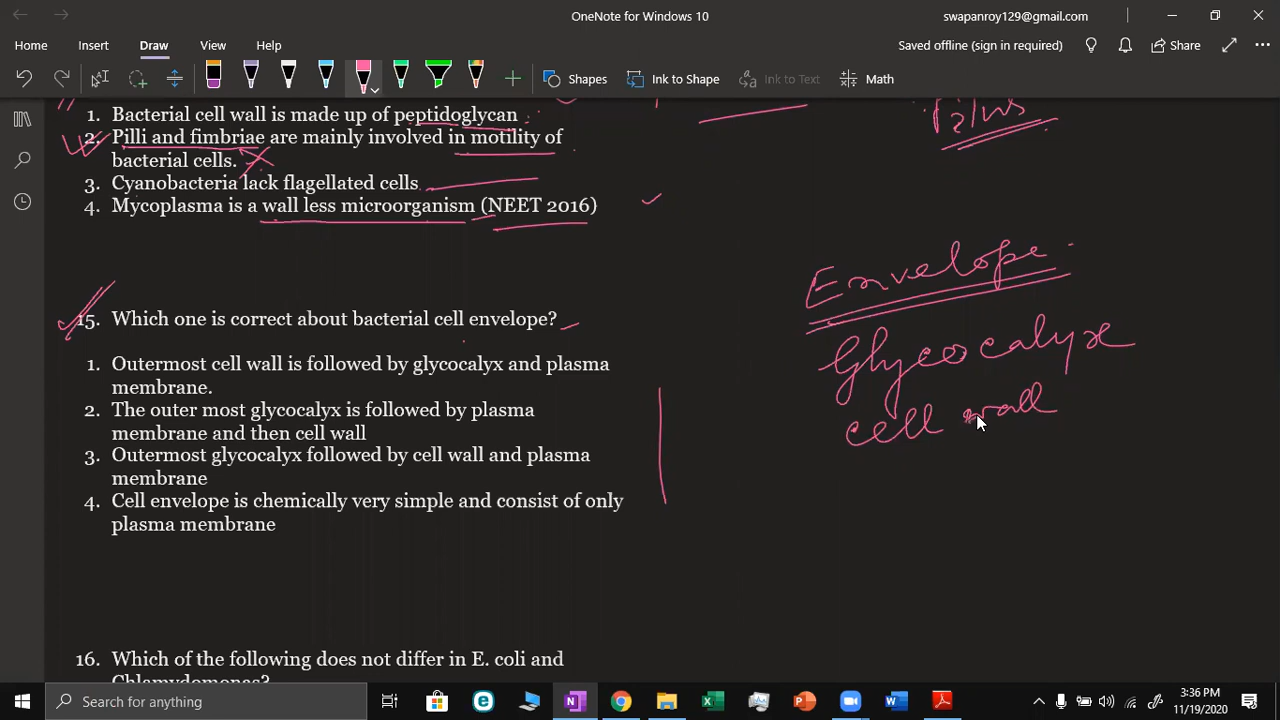 OneNote for Windows 10
swapanroy129@gmail.com
Home Insert Draw View Help
Saved offline (sign in required)
Share
Shapes
Ink to Shape
Ink to Text
Math
1. Bacterial cell wall is made up of peptidoglycan
2. Pilli and fimbriae are mainly involved in motility of
bacterial cells.
3. Cyanobacteria lack flagellated cells
4. Mycoplasma is a wall less microorganism (NEET 2016)
Pilus
Envelope
Glycocalyx
cell wall
15. Which one is correct about bacterial cell envelope?
1. Outermost cell wall is followed by glycocalyx and plasma
membrane.
2. The outer most glycocalyx is followed by plasma
membrane and then cell wall
3. Outermost glycocalyx followed by cell wall and plasma
membrane
4. Cell envelope is chemically very simple and consist of only
plasma membrane
16. Which of the following does not differ in E. coli and
Chlamydomonas?
Search for anything
3:36 PM
11/19/2020